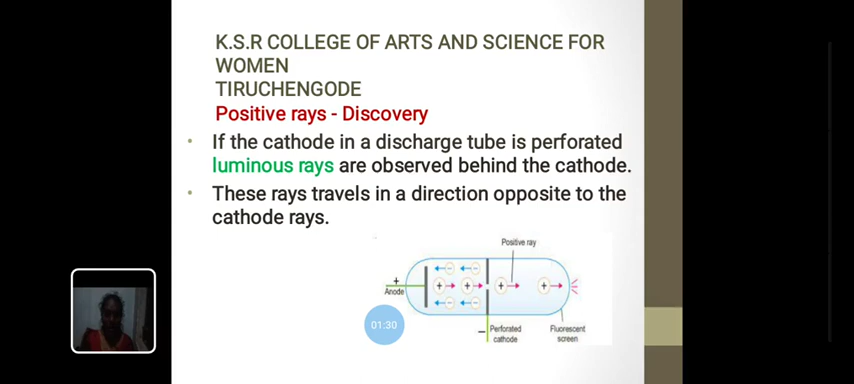 K.S.R COLLEGE OF ARTS AND SCIENCE FOR
WOMEN
TIRUCHENGODE
Positive rays - Discovery
• If the cathode in a discharge tube is perforated
luminous rays are observed behind the cathode.
• These rays travels in a direction opposite to the
cathode rays.
Positive ray
+
Anode
− − 
+ + + +
− −
01:30
− Perforated
cathode
Fluorescent
screen